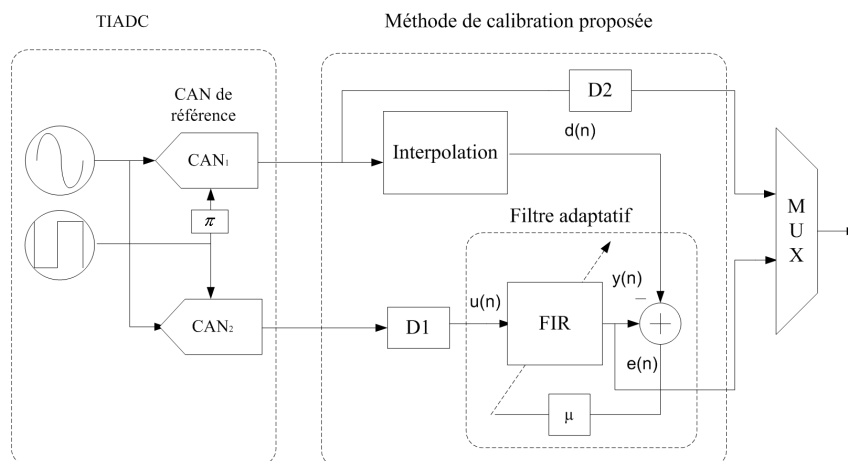 TIADC
Méthode de calibration proposée
CAN de
référence
D2
d(n)
CAN1
Interpolation
π
Filtre adaptatif
M
U
X
y(n)
u(n)
−
CAN2
D1
FIR
+
e(n)
μ